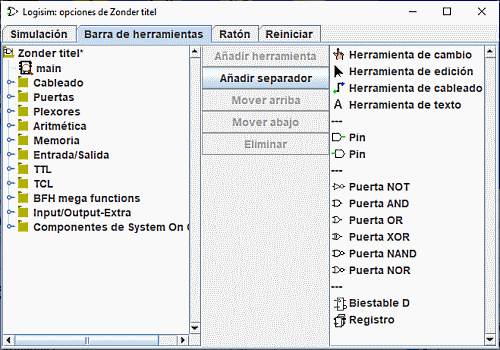 Logisim: opciones de Zonder titel
Simulación
Barra de herramientas
Ratón
Reiniciar
Zonder titel*
main
Cableado
Puertas
Plexores
Aritmética
Memoria
Entrada/Salida
TTL
TCL
BFH mega functions
Input/Output-Extra
Componentes de System On C
Añadir herramienta
Añadir separador
Mover arriba
Mover abajo
Eliminar
Herramienta de cambio
Herramienta de edición
Herramienta de cableado
A Herramienta de texto
---
Pin
Pin
---
Puerta NOT
Puerta AND
Puerta OR
Puerta XOR
Puerta NAND
Puerta NOR
---
Biestable D
Registro